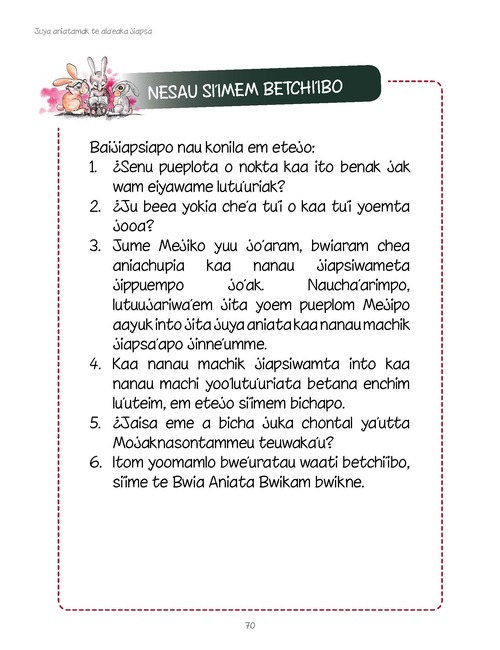 Juya aniatamak te ala'eaka jiapsa
NESAU SI'IMEM BETCHI'IBO
Baijiapsiapo nau konila em etejo:
1. ¿Senu pueplota o nokta kaa ito benak jak
wam eiyawame lutu'uriak?
2. ¿Ju beea yokia che'a tu'i o kaa tu'i yoemta
jooa?
3. Jume Mejiko yuu jo'aram, bwiaram chea
aniachupia kaa nanau jiapsiwameta
jippuempo jo'ak. Naucha'arimpo,
lutuujariwa'em jita yoem pueplom Mejipo
aayuk into jita juya aniata kaa nanau machik
jiapsa'apo jinne'umme.
4. Kaa nanau machik jiapsiwamta into kaa
nanau machi yoo'lutu'uriata betana enchim
lu'uteim, em etejo si'imem bichapo.
5. ¿Jaisa eme a bicha juka chontal ya'utta
Mojaknasontammeu teuwaka'u?
6. Itom yoomamlo bwe'uratau waati betchi'ibo,
si'ime te Bwia Aniata Bwikam bwikne.
70